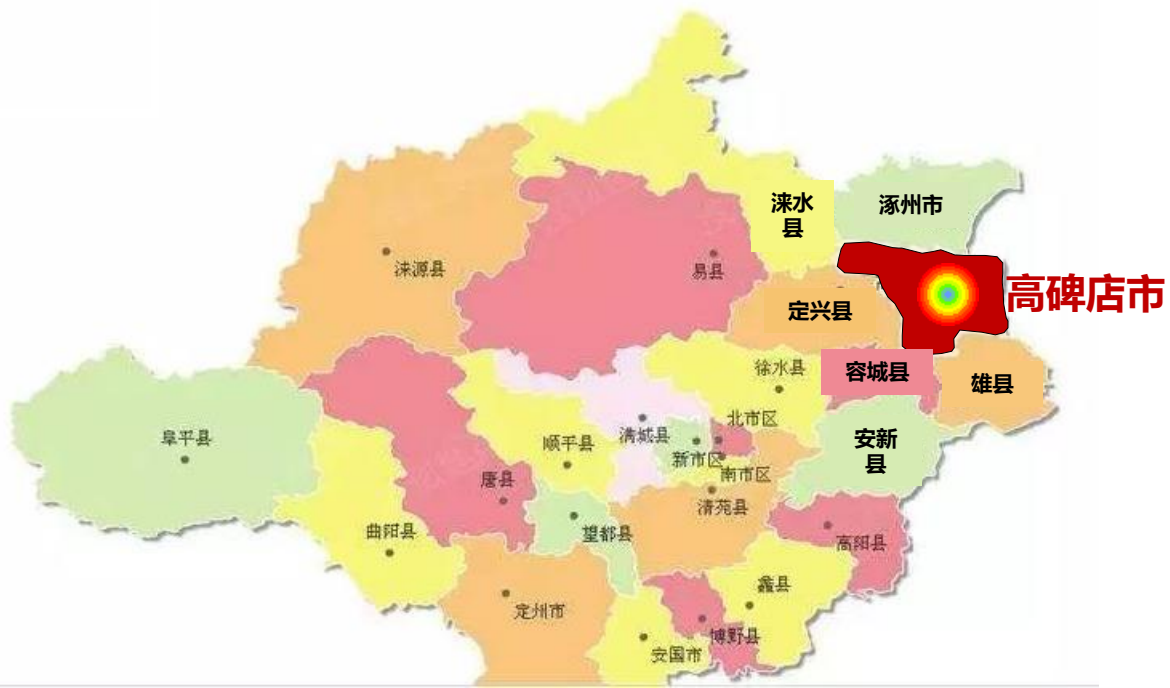 涞水
县
涿州市
涞源县
易县
高碑店市
定兴县
徐水县
容城县
雄县
北市区
阜平县
顺平县
满城县
新市区
南市区
安新
县
唐县
清苑县
曲阳县
望都县
高阳县
定州市
蠡县
博野县
安国市